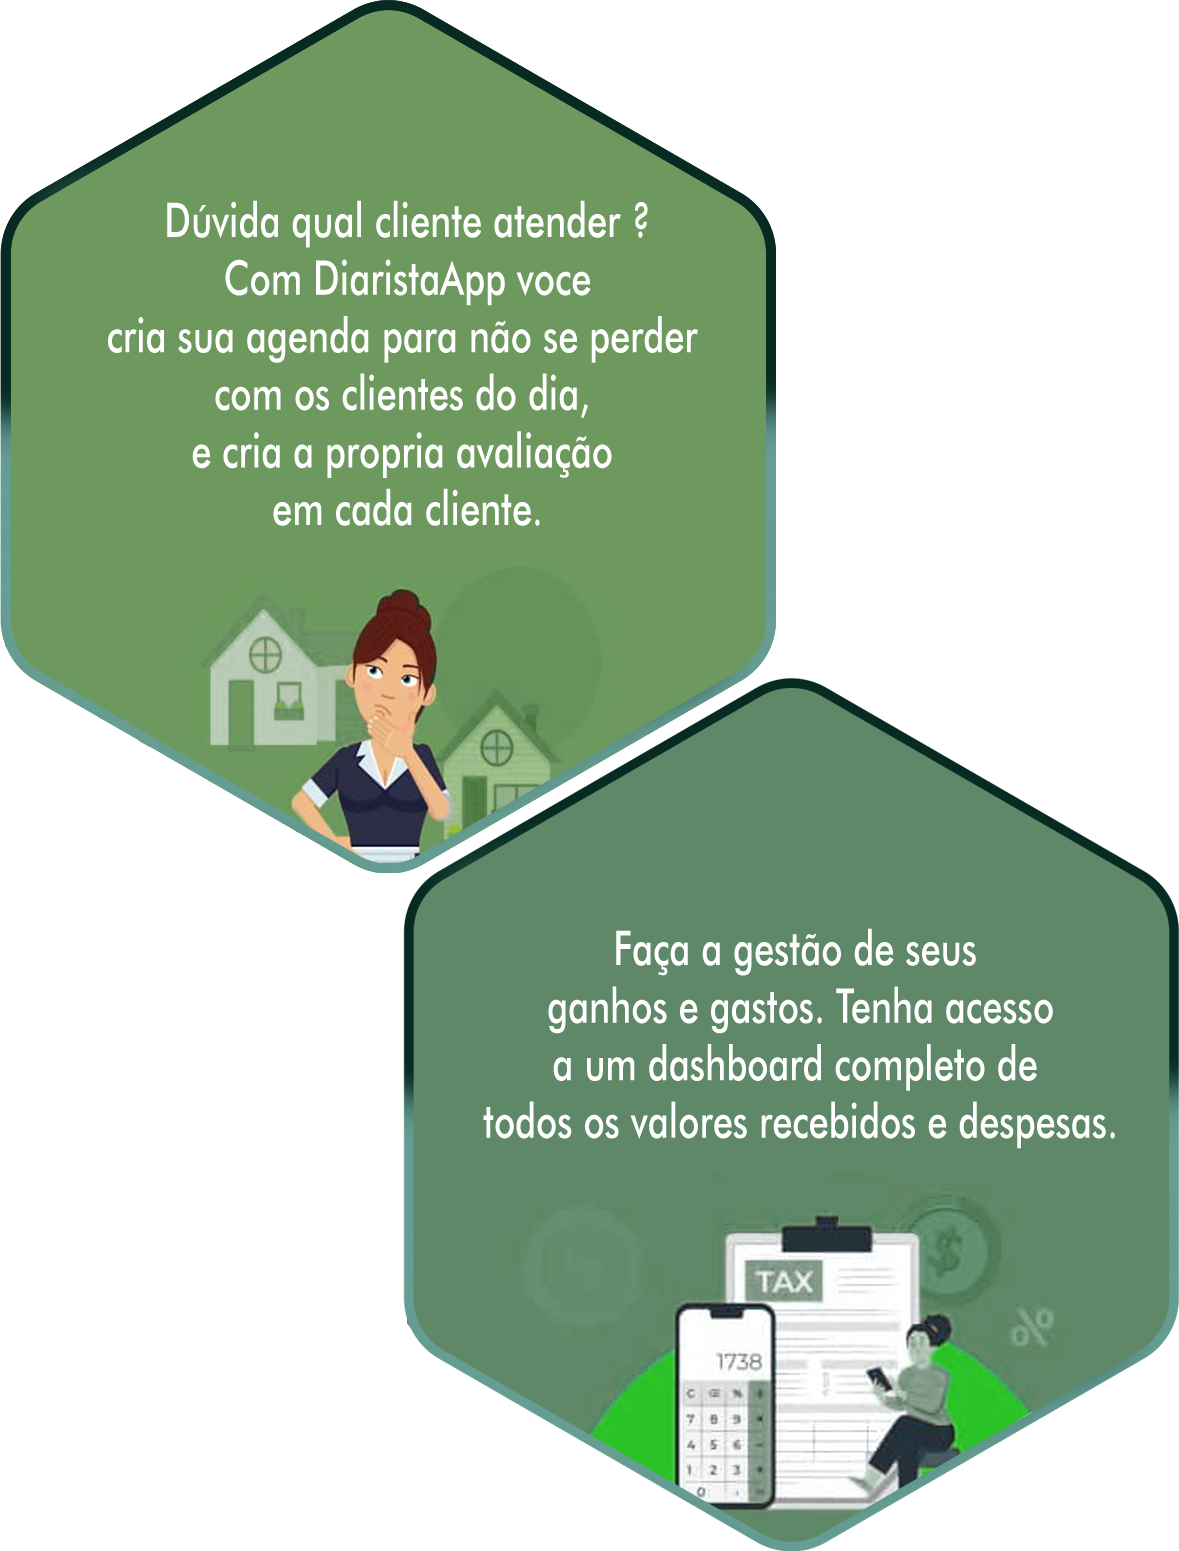 Dúvida qual cliente atender ?
Com DiaristaApp voce
cria sua agenda para não se perder
com os clientes do dia,
e cria a propria avaliação
em cada cliente.
Faça a gestão de seus
ganhos e gastos. Tenha acesso
a um dashboard completo de
todos os valores recebidos e despesas.
$
TAX
%
1738
C %
7 8 9
4 5 6 -
1 2 3
0